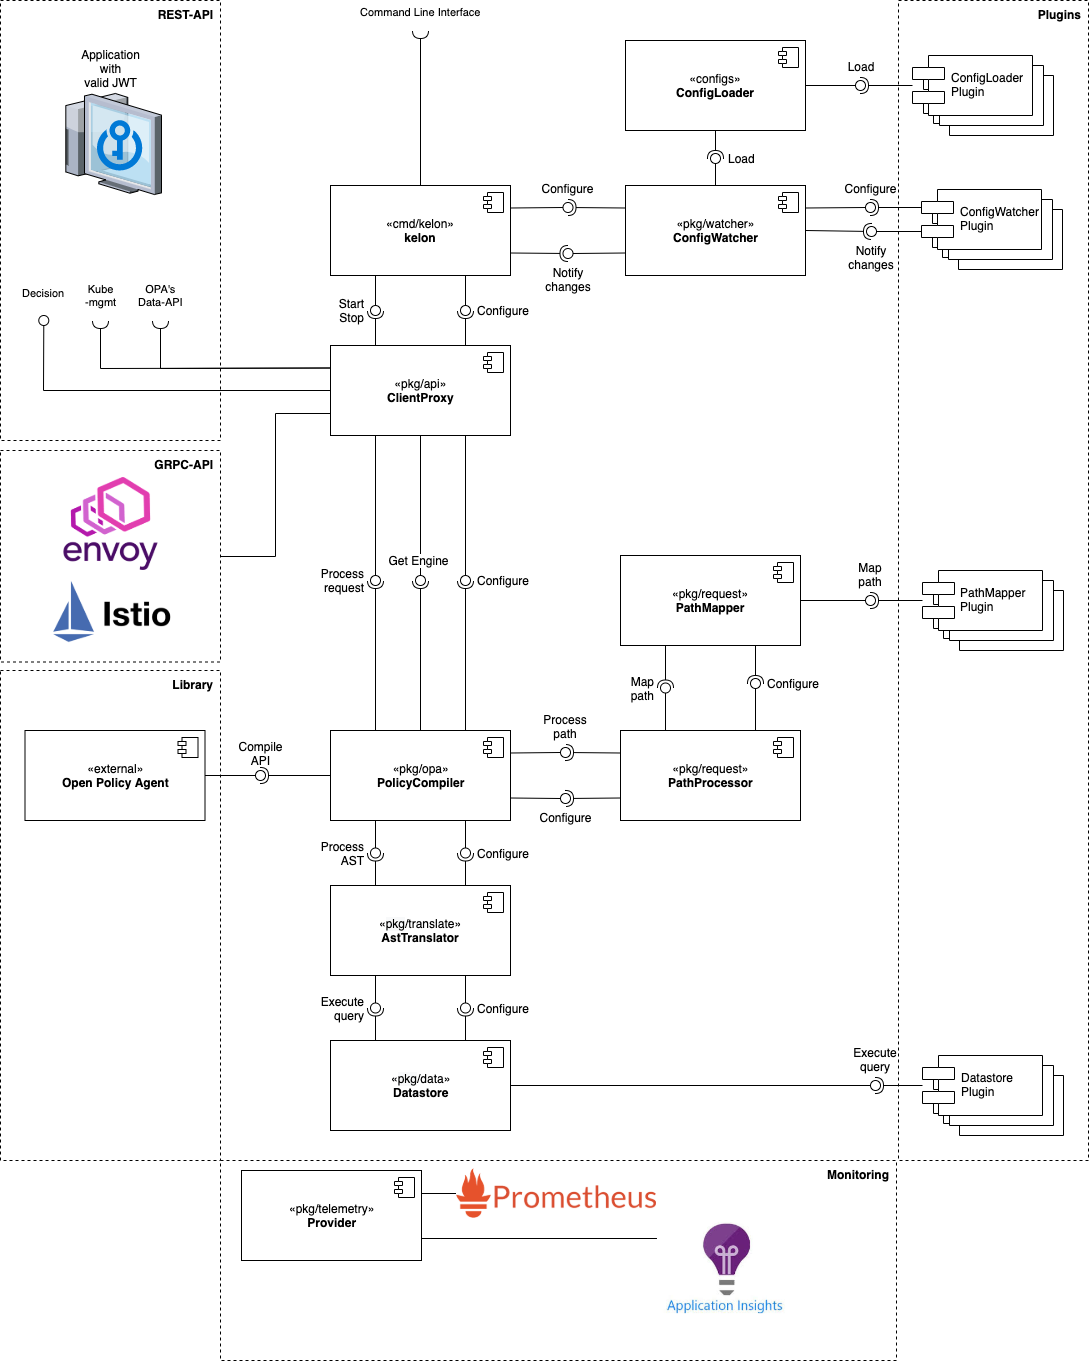 REST-API
Command Line Interface
Plugins
Application
with
valid JWT
«configs»
ConfigLoader
Load
ConfigLoader
Plugin
Load
«cmd/kelon»
kelon
Configure
Notify
changes
«pkg/watcher»
ConfigWatcher
Configure
Notify
changes
ConfigWatcher
Plugin
Decision
Kube
-mgmt
OPA's
Data-API
Start
Stop
Configure
«pkg/api»
ClientProxy
GRPC-API
envoy
Istio
Process
request
Get Engine
Configure
«pkg/request»
PathMapper
Map
path
PathMapper
Plugin
Map
path
Configure
Library
«external»
Open Policy Agent
Compile
API
«pkg/opa»
PolicyCompiler
Process
path
Configure
«pkg/request»
PathProcessor
Process
AST
Configure
«pkg/translate»
AstTranslator
Execute
query
Configure
«pkg/data»
Datastore
Execute
query
Datastore
Plugin
Monitoring
«pkg/telemetry»
Provider
Prometheus
Application Insights